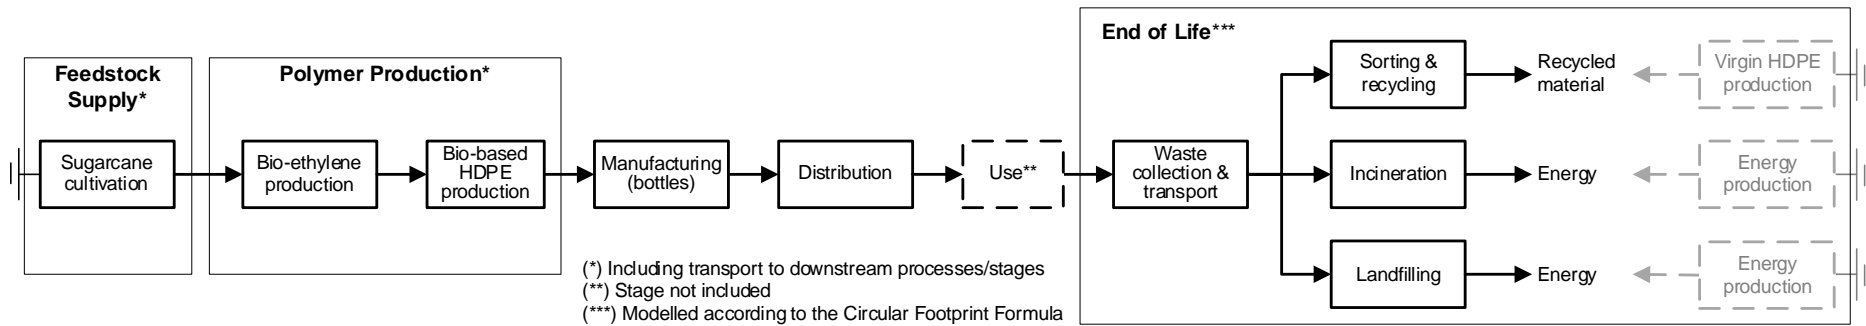 Feedstock
Supply*
Sugarcane
cultivation
Polymer Production*
Bio-ethylene
production
Bio-based
HDPE
production
Manufacturing
(bottles)
Distribution
Use**
End of Life***
Waste
collection &
transport
Sorting &
recycling
Recycled
material
Virgin HDPE
production
Incineration
Energy
Energy
production
Landfilling
Energy
Energy
production
(*) Including transport to downstream processes/stages
(**) Stage not included
(***) Modelled according to the Circular Footprint Formula